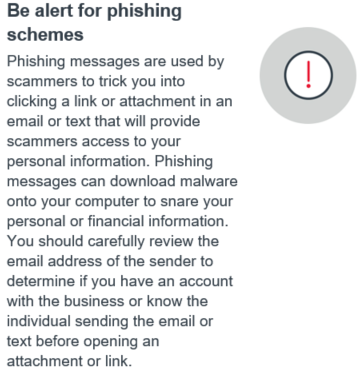 Be alert for phishing
schemes
Phishing messages are used by
scammers to trick you into
clicking a link or attachment in an
email or text that will provide
scammers access to your
personal information. Phishing
messages can download malware
onto your computer to snare your
personal or financial information.
You should carefully review the
email address of the sender to
determine if you have an account
with the business or know the
individual sending the email or
text before opening an
attachment or link.
!